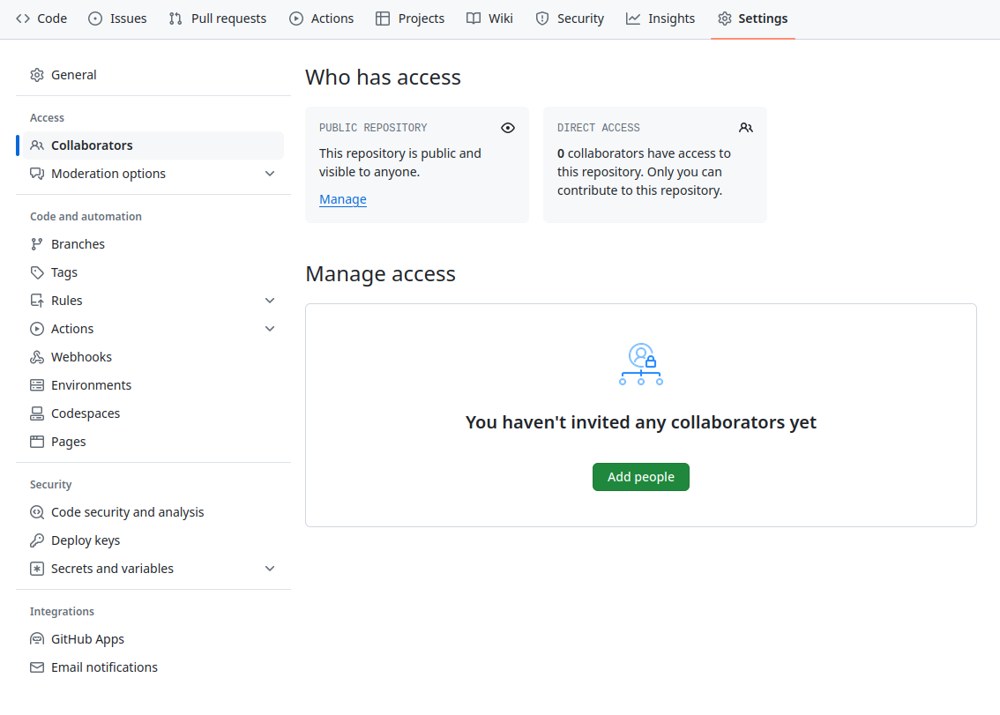 Code Issues Pull requests Actions Projects Wiki Security Insights Settings
General
Access
Collaborators
Moderation options
Code and automation
Branches
Tags
Rules
Actions
Webhooks
Environments
Codespaces
Pages
Security
Code security and analysis
Deploy keys
Secrets and variables
Integrations
GitHub Apps
Email notifications
Who has access
PUBLIC REPOSITORY
This repository is public and
visible to anyone.
Manage
DIRECT ACCESS
0 collaborators have access to
this repository. Only you can
contribute to this repository.
Manage access
You haven't invited any collaborators yet
Add people